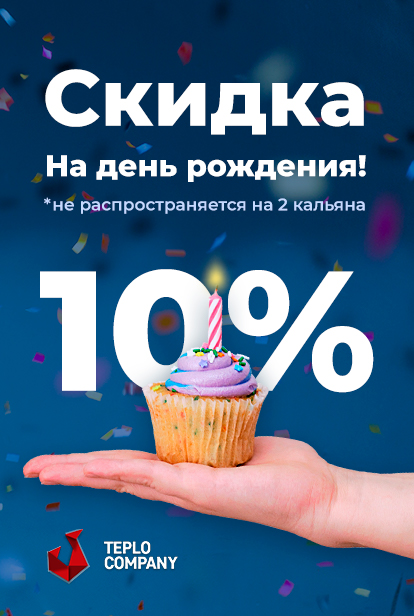 Скидка
На день рождения!
*не распространяется на 2 кальяна
10%
TEPLO
COMPANY